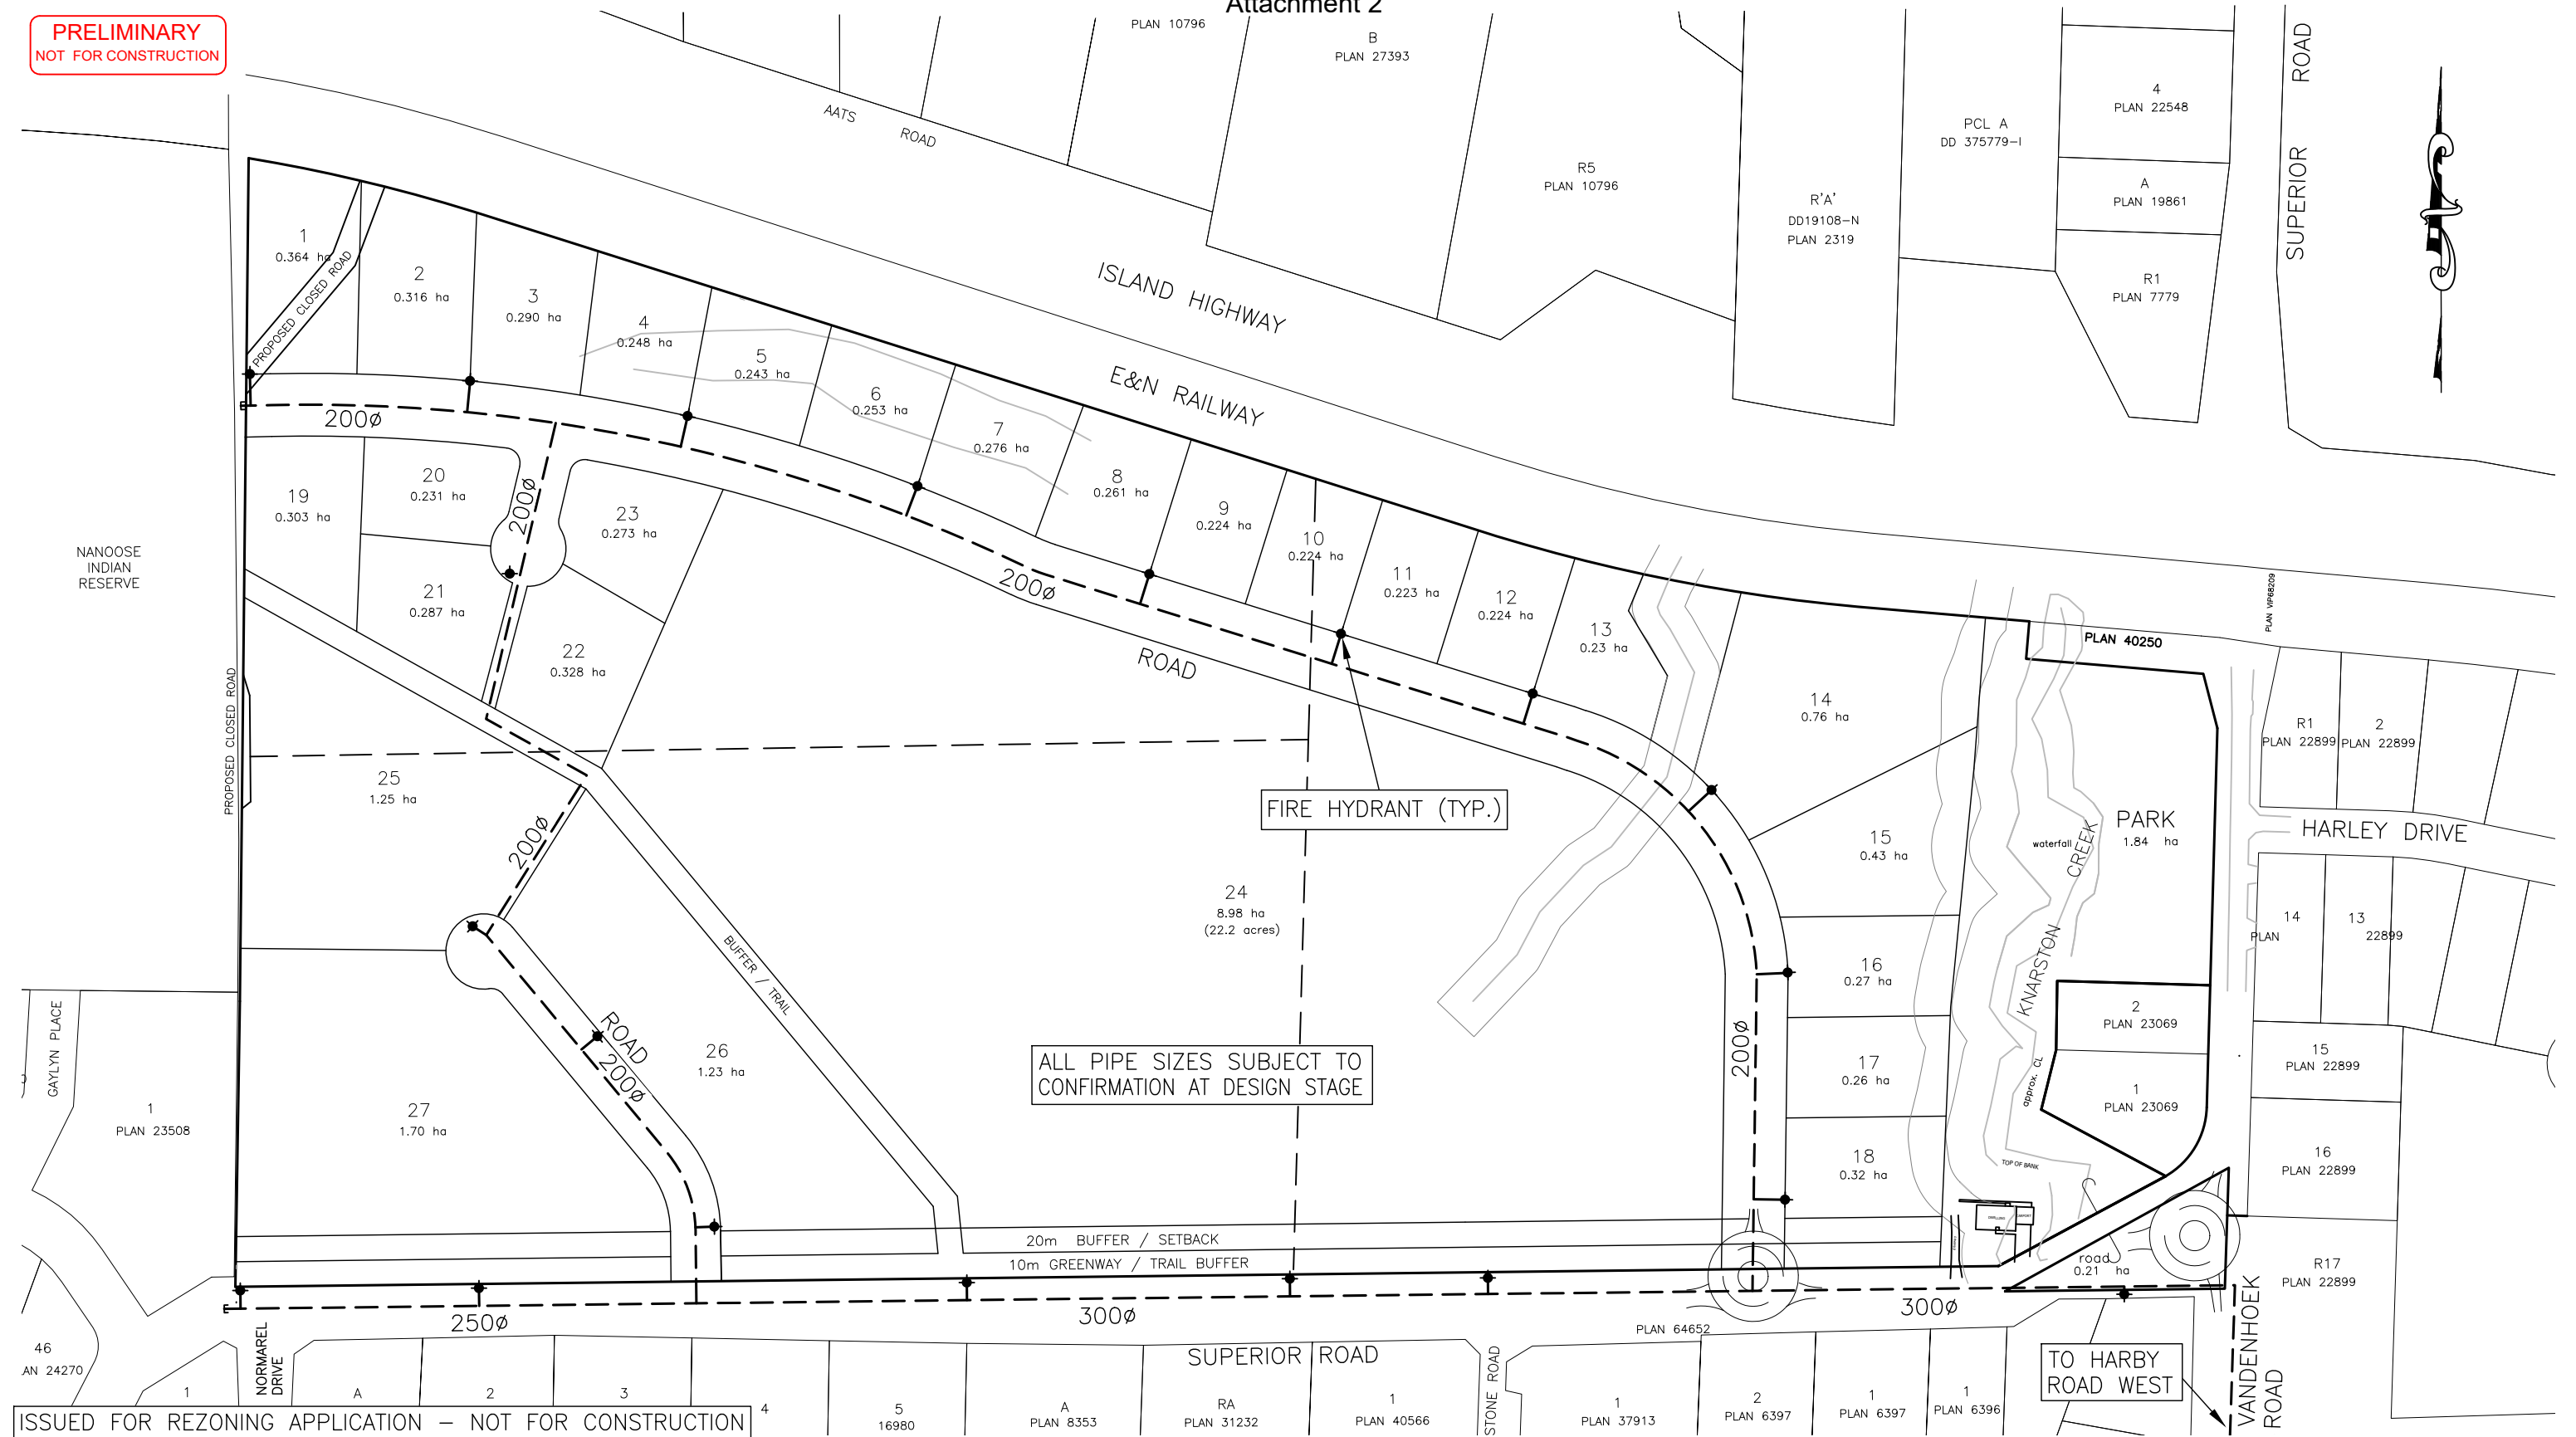 Attachment 2
PRELIMINARY
NOT FOR CONSTRUCTION
PLAN 10796
B
PLAN 27393
AATS ROAD
R5
PLAN 10796
R'A'
DD19108-N
PLAN 2319
PCL A
DD 375779-I
4
PLAN 22548
A
PLAN 19861
R1
PLAN 7779
SUPERIOR ROAD
ISLAND HIGHWAY
E&N RAILWAY
1
0.364 ha
PROPOSED CLOSED ROAD
2
0.316 ha
3
0.290 ha
4
0.248 ha
5
0.243 ha
6
0.253 ha
7
0.276 ha
8
0.261 ha
9
0.224 ha
10
0.224 ha
11
0.223 ha
12
0.224 ha
13
0.23 ha
14
0.76 ha
15
0.43 ha
16
0.27 ha
17
0.26 ha
18
0.32 ha
200ø
200ø
200ø
ROAD
19
0.303 ha
20
0.231 ha
21
0.287 ha
22
0.328 ha
23
0.273 ha
NANOOSE
INDIAN
RESERVE
PROPOSED CLOSED ROAD
25
1.25 ha
200ø
FIRE HYDRANT (TYP.)
24
8.98 ha
(22.2 acres)
BUFFER / TRAIL
ROAD
200ø
26
1.23 ha
27
1.70 ha
200ø
ALL PIPE SIZES SUBJECT TO
CONFIRMATION AT DESIGN STAGE
GAYLYN PLACE
1
PLAN 23508
PLAN VIP68209
PLAN 40250
PARK
1.84 ha
waterfall
KNARSTON CREEK
approx. CL
TOP OF BANK
HARLEY DRIVE
R1
PLAN 22899
2
PLAN 22899
14
PLAN
13
22899
2
PLAN 23069
1
PLAN 23069
15
PLAN 22899
16
PLAN 22899
R17
PLAN 22899
road
0.21 ha
20m BUFFER / SETBACK
10m GREENWAY / TRAIL BUFFER
250ø
300ø
300ø
PLAN 64652
SUPERIOR ROAD
NORMAREL
DRIVE
STONE ROAD
VANDENHOEK
ROAD
TO HARBY
ROAD WEST
46
AN 24270
1
A
2
3
4
5
16980
A
PLAN 8353
RA
PLAN 31232
1
PLAN 40566
1
PLAN 37913
2
PLAN 6397
1
PLAN 6397
1
PLAN 6396
ISSUED FOR REZONING APPLICATION – NOT FOR CONSTRUCTION